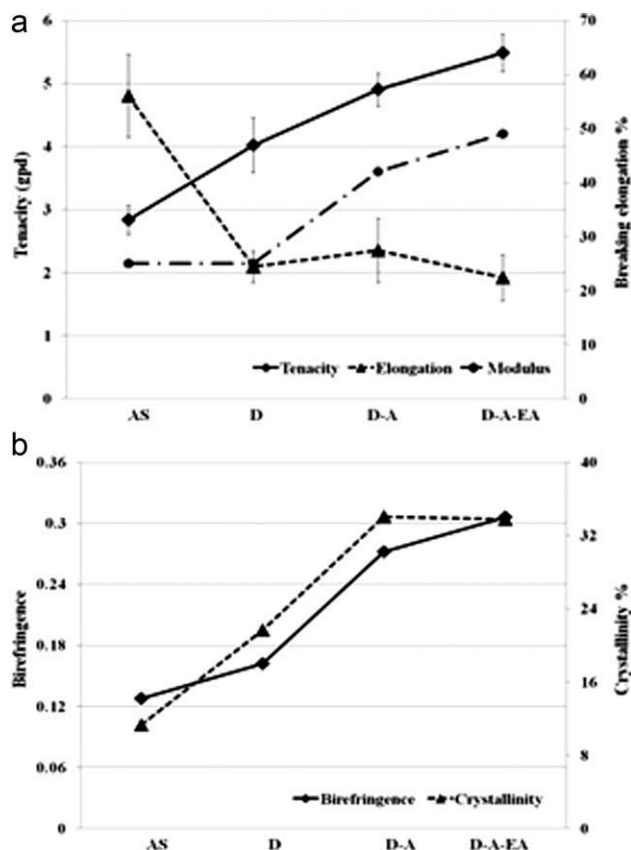 a
6
5
4
3
2
1
0
Tenacity (gpd)
70
60
50
40
30
20
10
0
Breaking elongation %
Tenacity Elongation Modulus
AS D D-A D-A-EA
b
0.36
0.3
0.24
0.18
0.12
0.06
0
Birefringence
40
32
24
16
8
0
Crystallinity %
Birefringence Crystallinity
AS D D-A D-A-EA